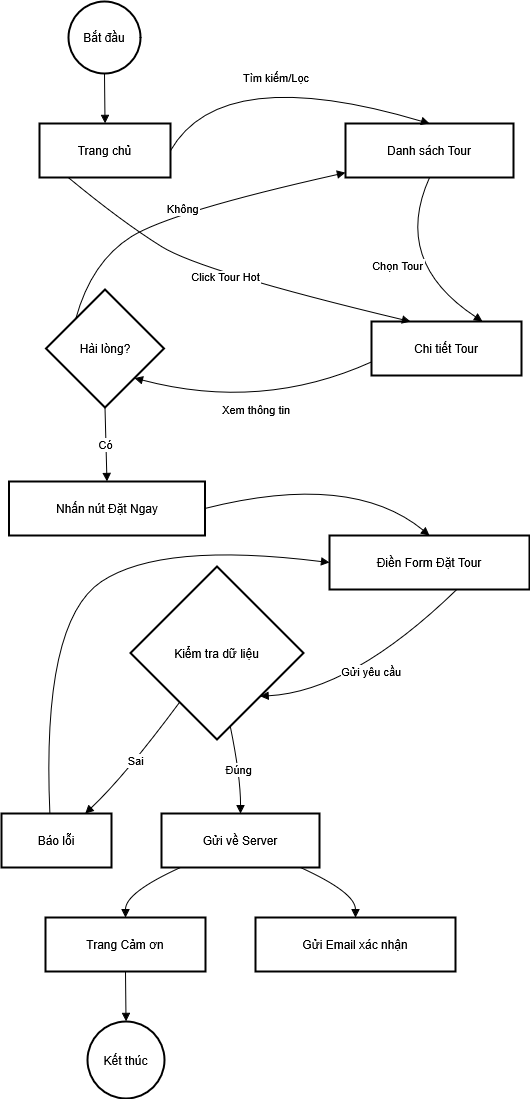 Bắt đầu
Tìm kiếm/Lọc
Trang chủ
Danh sách Tour
Không
Chọn Tour
Click Tour Hot
Hài lòng?
Chi tiết Tour
Xem thông tin
Có
Nhấn nút Đặt Ngay
Điền Form Đặt Tour
Kiểm tra dữ liệu
Gửi yêu cầu
Sai
Đúng
Báo lỗi
Gửi về Server
Trang Cảm ơn
Gửi Email xác nhận
Kết thúc